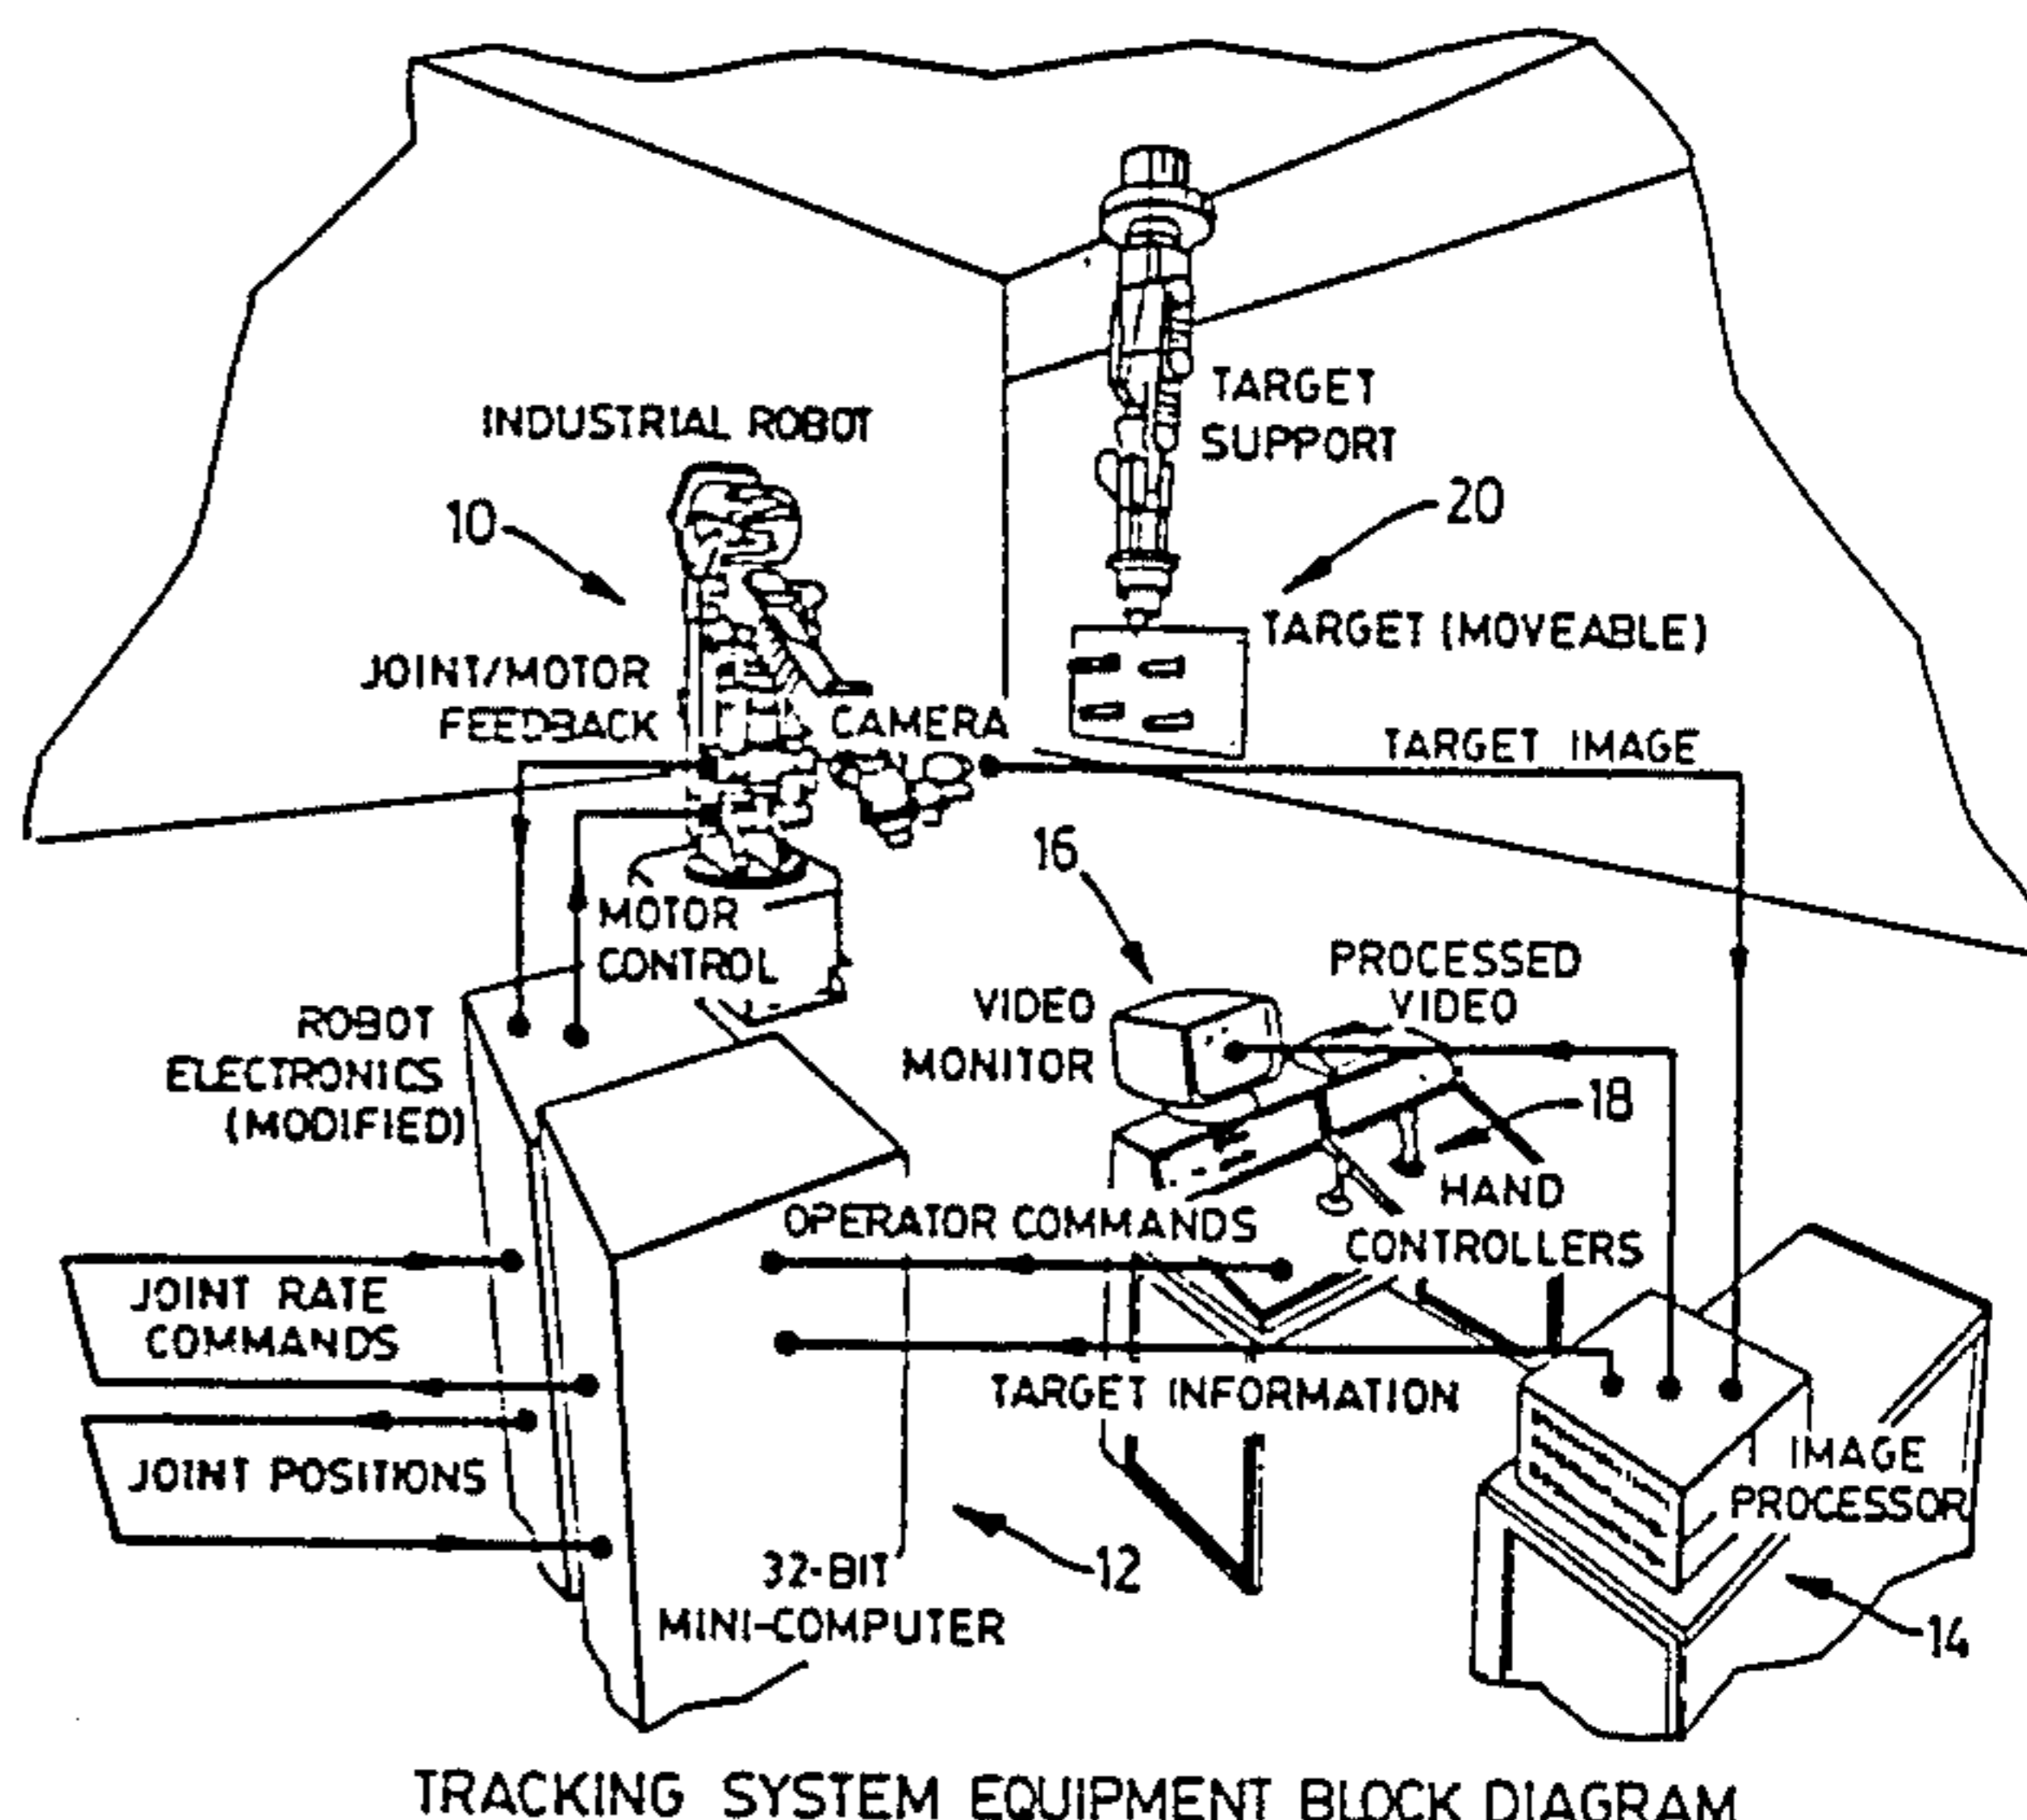 TARGET
SUPPORT
INDUSTRIAL ROBOT
10
20
TARGET (MOVEABLE)
JOINT/MOTOR
FEEDBACK
CAMERA
TARGET IMAGE
16
MOTOR
CONTROL
PROCESSED
VIDEO
VIDEO
MONITOR
ROBOT
ELECTRONICS
(MODIFIED)
18
HAND
CONTROLLERS
OPERATOR COMMANDS
JOINT RATE
COMMANDS
TARGET INFORMATION
JOINT POSITIONS
IMAGE
PROCESSOR
32-BIT
MINI-COMPUTER
12
14
TRACKING SYSTEM EQUIPMENT BLOCK DIAGRAM